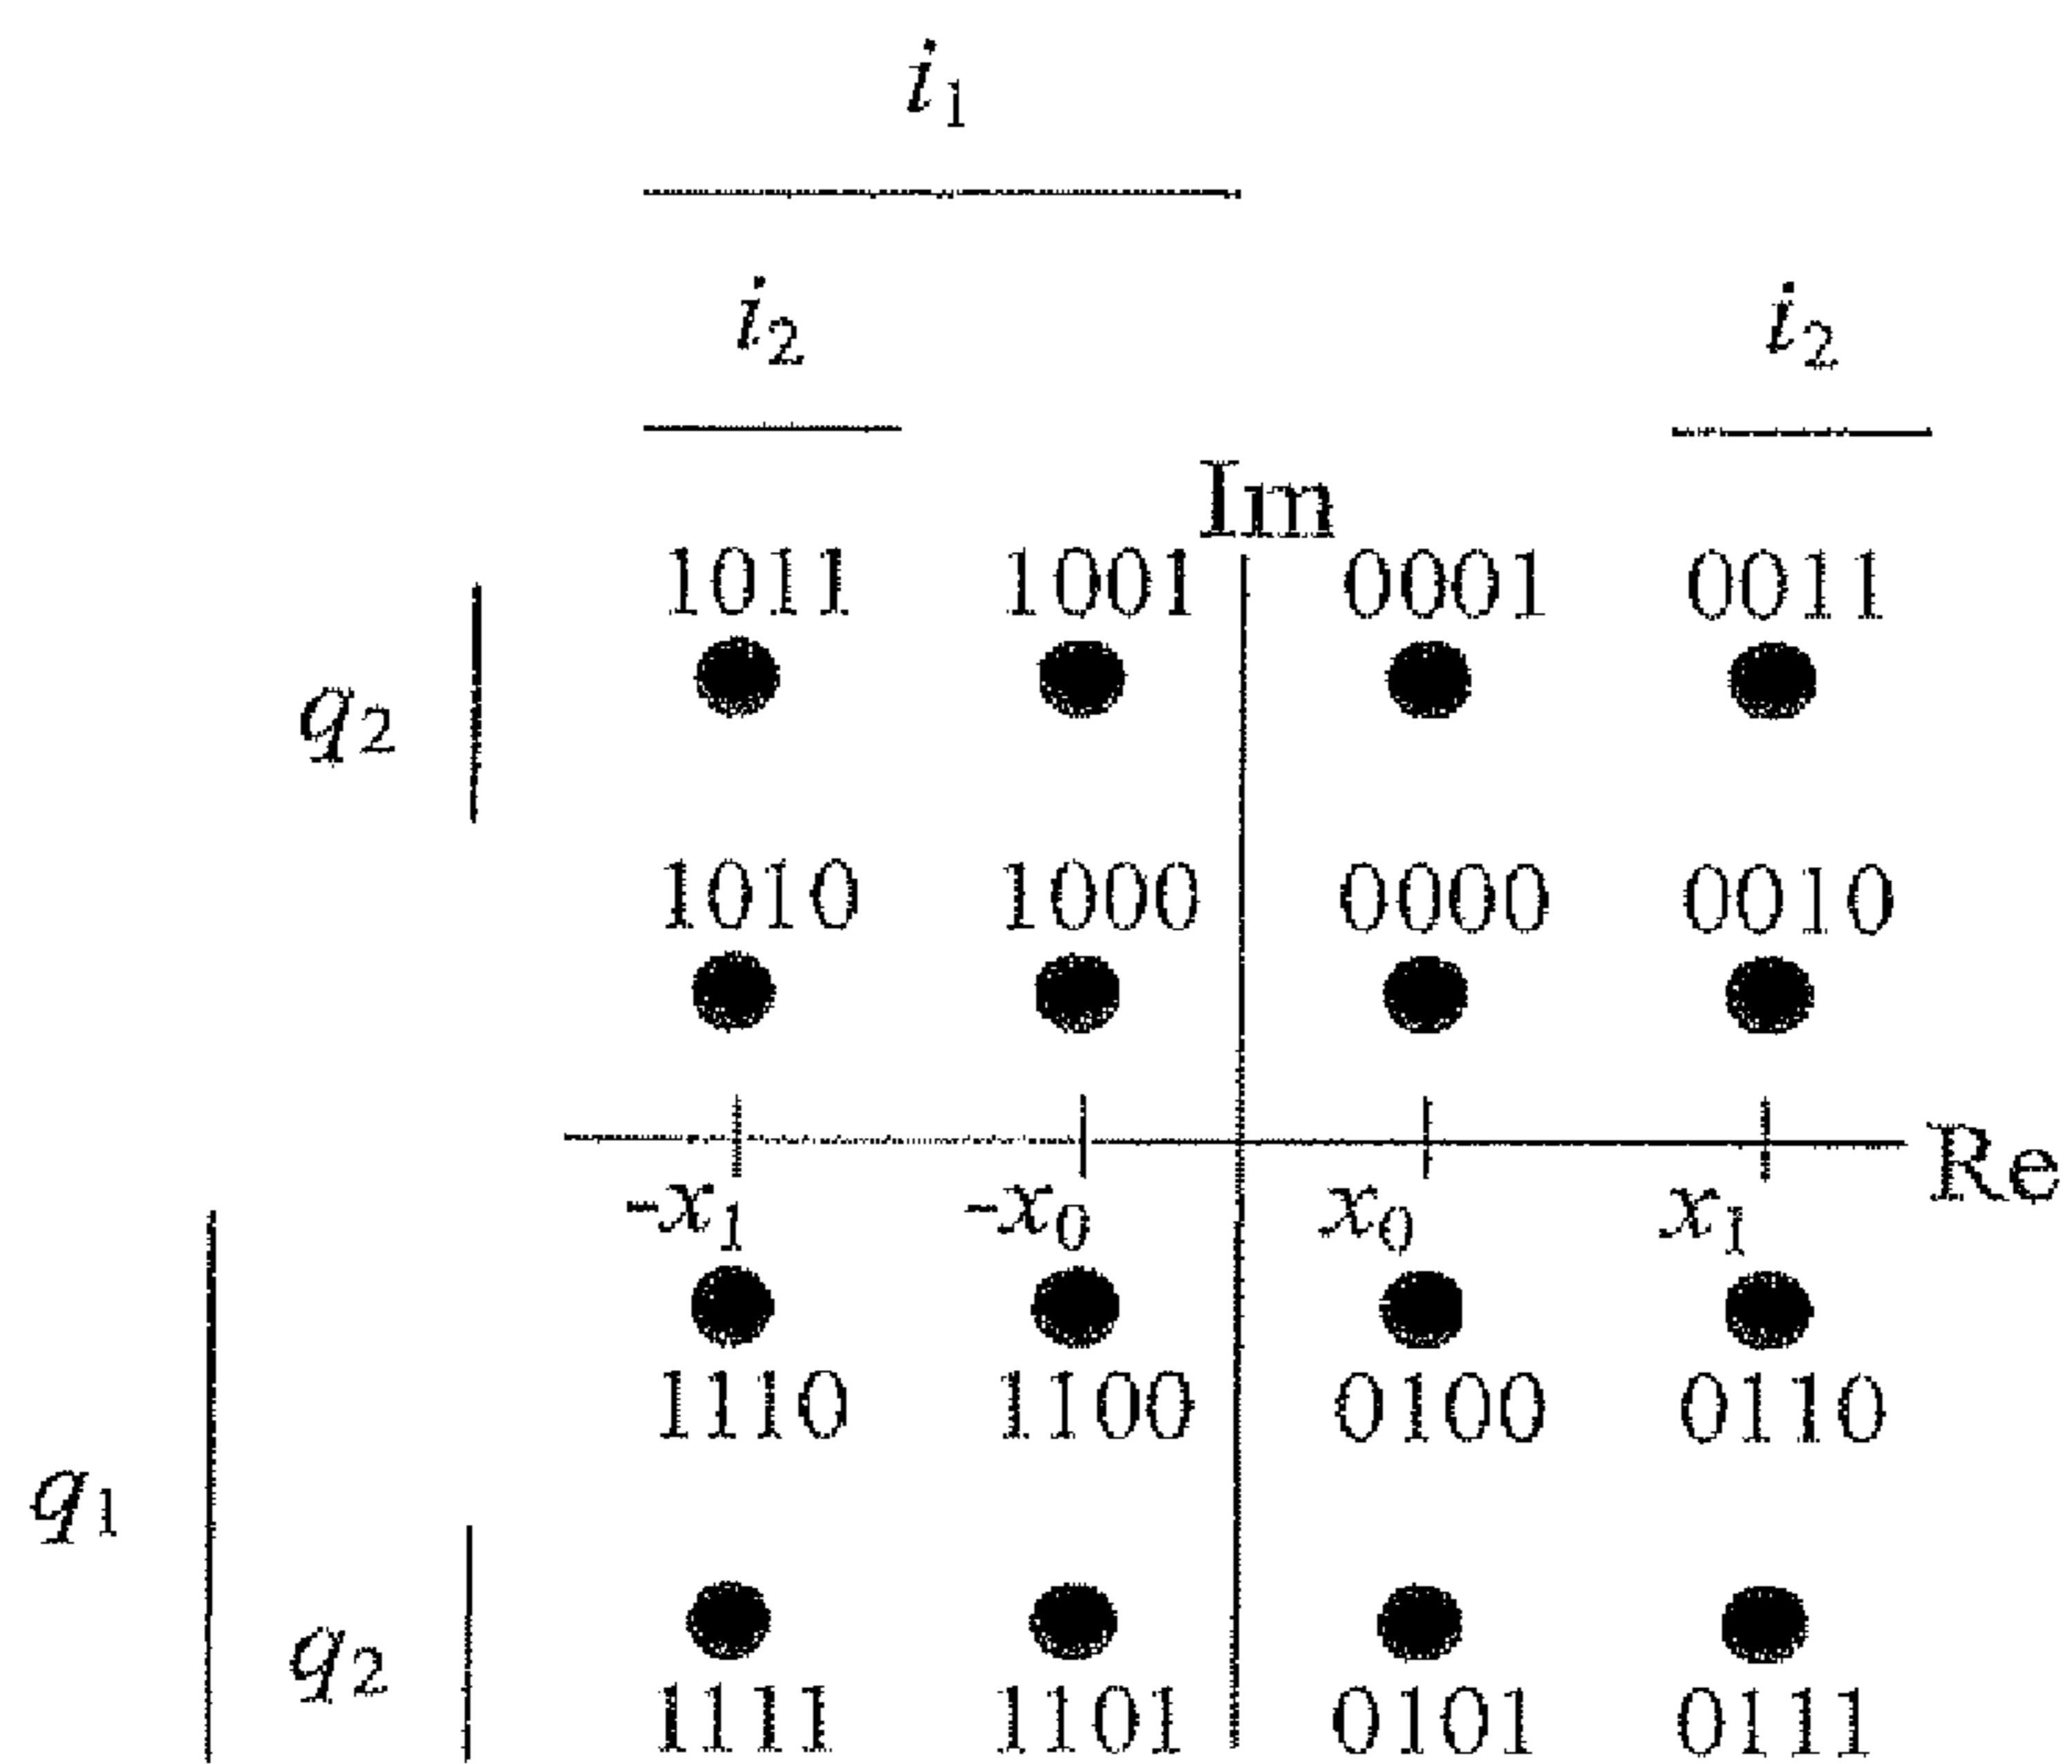 i₁
i₂ i₂
Im
1011 1001 0001 0011
q₂
1010 1000 0000 0010
Re
-x₁ -x₀ x₀ x₁
1110 1100 0100 0110
q₁
q₂
1111 1101 0101 0111